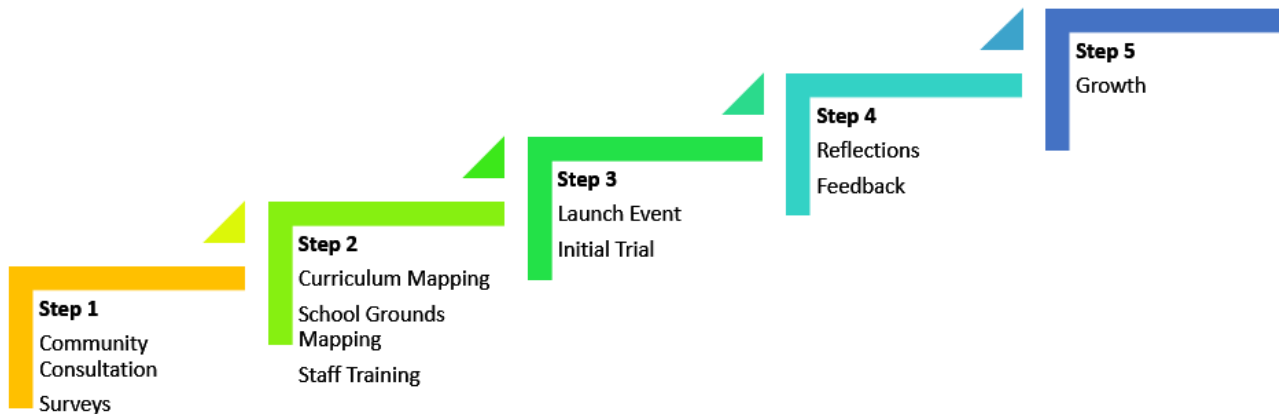 Step 1
Community
Consultation
Surveys
Step 2
Curriculum Mapping
School Grounds
Mapping
Staff Training
Step 3
Launch Event
Initial Trial
Step 4
Reflections
Feedback
Step 5
Growth